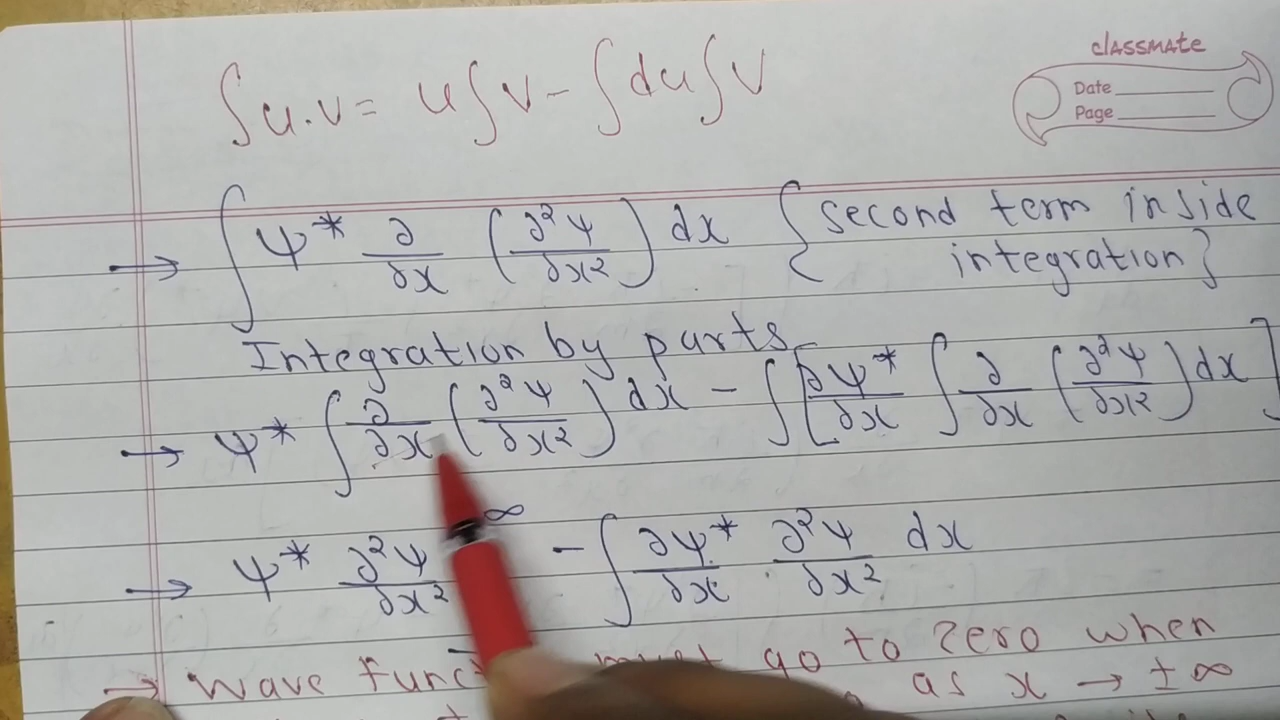 classmate
Date
Page
∫u.v = u∫v - ∫du∫v
→ ∫ψ* ∂/∂x (∂²ψ/∂x²) dx {second term inside
integration}
Integration by parts
→ ψ* ∫ ∂/∂x (∂²ψ/∂x²) dx - ∫[∂ψ*/∂x ∫ ∂/∂x (∂²ψ/∂x²) dx]
→ ψ* ∂²ψ/∂x² ∞ - ∫ ∂ψ*/∂x ∂²ψ/∂x² dx
→ wave must go to zero when
as x → ± ∞